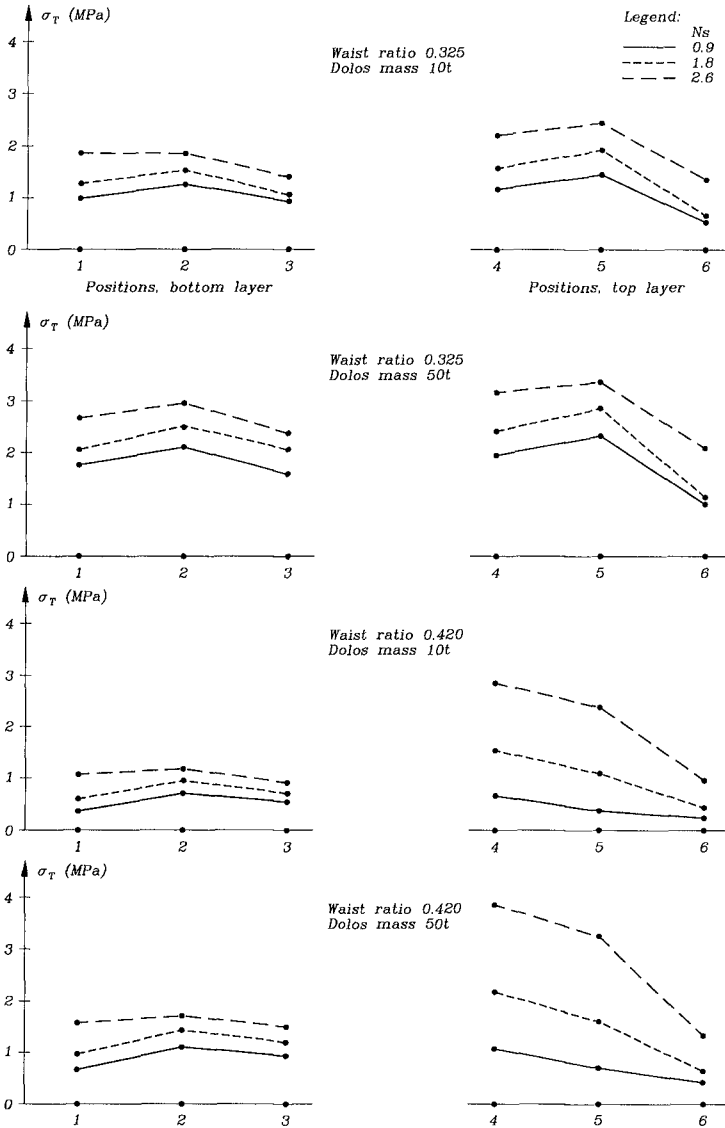 σT (MPa)
Legend:
Ns
0.9
1.8
2.6
Waist ratio 0.325
Dolos mass 10t
4
3
2
1
0
1 2 3
4 5 6
Positions, bottom layer
Positions, top layer
σT (MPa)
Waist ratio 0.325
Dolos mass 50t
4
3
2
1
0
1 2 3
4 5 6
σT (MPa)
Waist ratio 0.420
Dolos mass 10t
4
3
2
1
0
1 2 3
4 5 6
σT (MPa)
Waist ratio 0.420
Dolos mass 50t
4
3
2
1
0
1 2 3
4 5 6